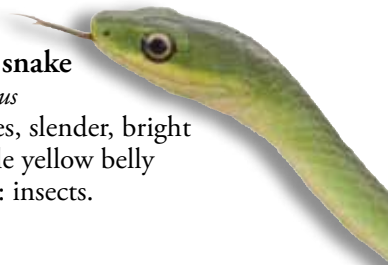 snake
us
es, slender, bright
le yellow belly
: insects.